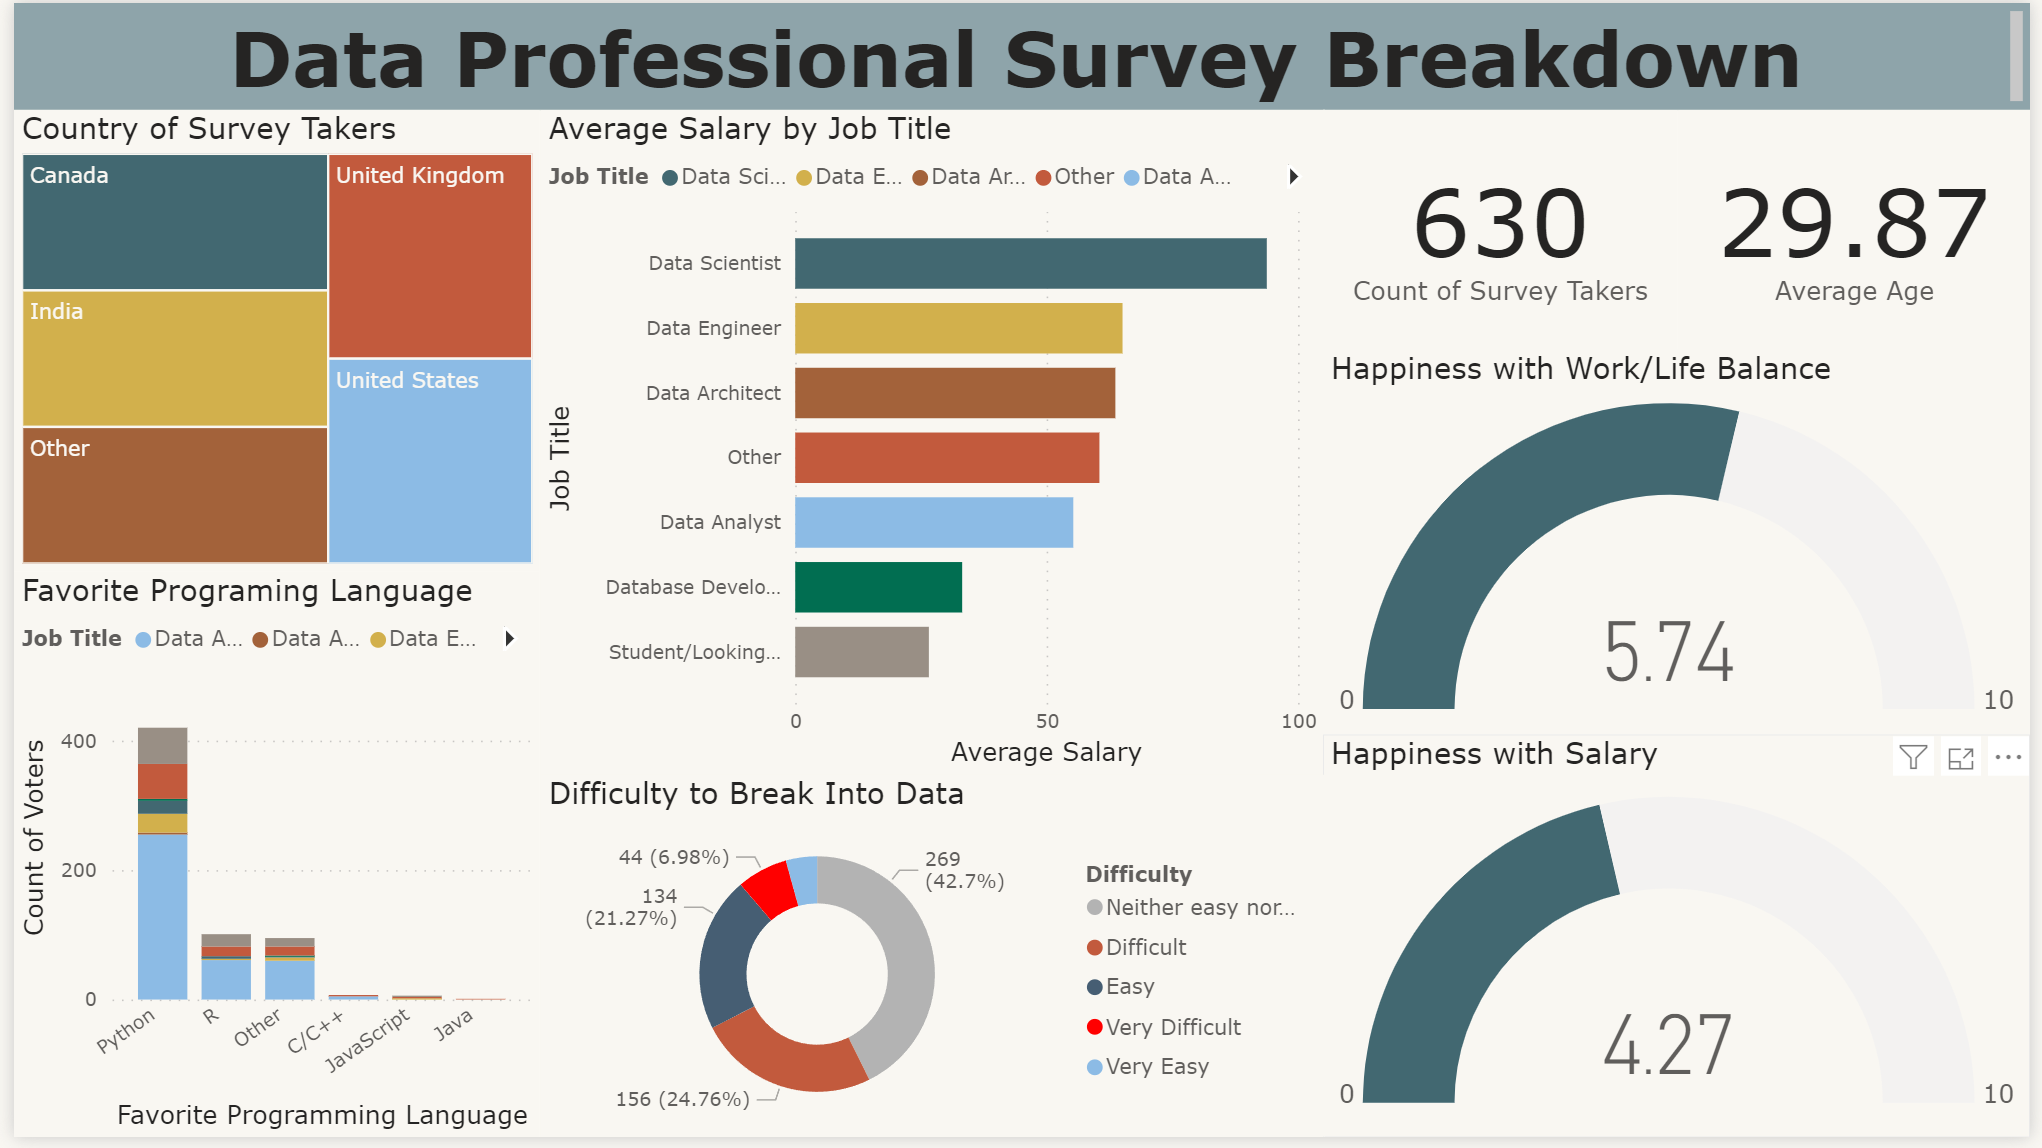 Data Professional Survey Breakdown
Country of Survey Takers
Canada
United Kingdom
India
United States
Other
Favorite Programing Language
Job Title Data A... Data A... Data E...
Count of Voters
400
200
0
Python
R
Other
C/C++
JavaScript
Java
Favorite Programming Language
Average Salary by Job Title
Job Title Data Sci... Data E... Data Ar... Other Data A...
Job Title
Data Scientist
Data Engineer
Data Architect
Other
Data Analyst
Database Develo...
Student/Looking...
0 50 100
Average Salary
Difficulty to Break Into Data
44 (6.98%)
269
(42.7%)
134
(21.27%)
156 (24.76%)
Difficulty
Neither easy nor...
Difficult
Easy
Very Difficult
Very Easy
630
Count of Survey Takers
29.87
Average Age
Happiness with Work/Life Balance
5.74
0 10
Happiness with Salary
4.27
0 10